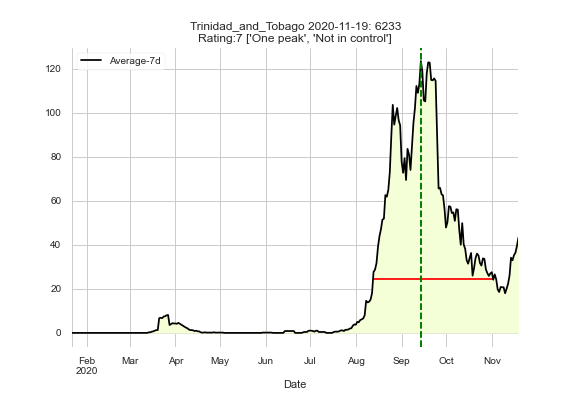 Trinidad_and_Tobago 2020-11-19: 6233
Rating:7 ['One peak', 'Not in control']
Average-7d
120
100
80
60
40
20
0
Feb Mar Apr May Jun Jul Aug Sep Oct Nov
2020
Date